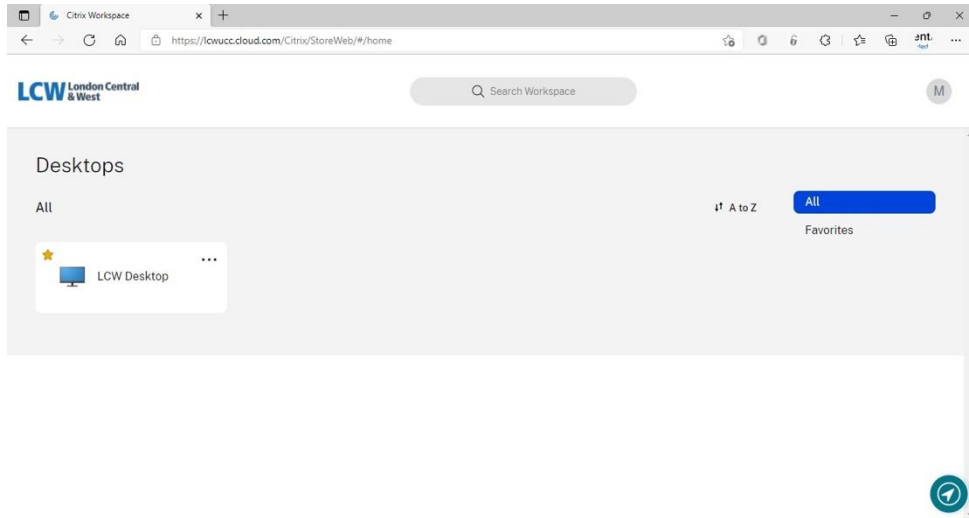 Citrix Workspace
https://lcwucc.cloud.com/Citrix/StoreWeb/#/home
LCW London Central
& West
Search Workspace
M
Desktops
All
A to Z
All
Favorites
LCW Desktop